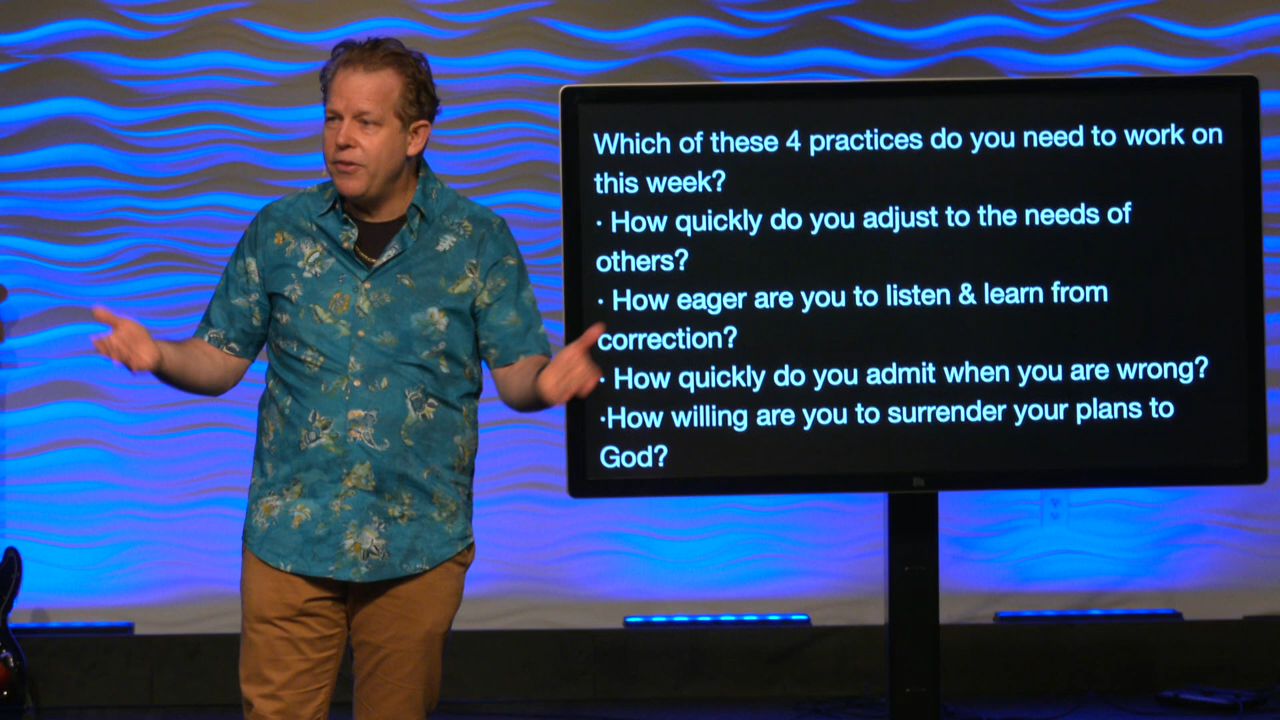 Which of these 4 practices do you need to work on
this week?
· How quickly do you adjust to the needs of
others?
· How eager are you to listen & learn from
correction?
· How quickly do you admit when you are wrong?
·How willing are you to surrender your plans to
God?